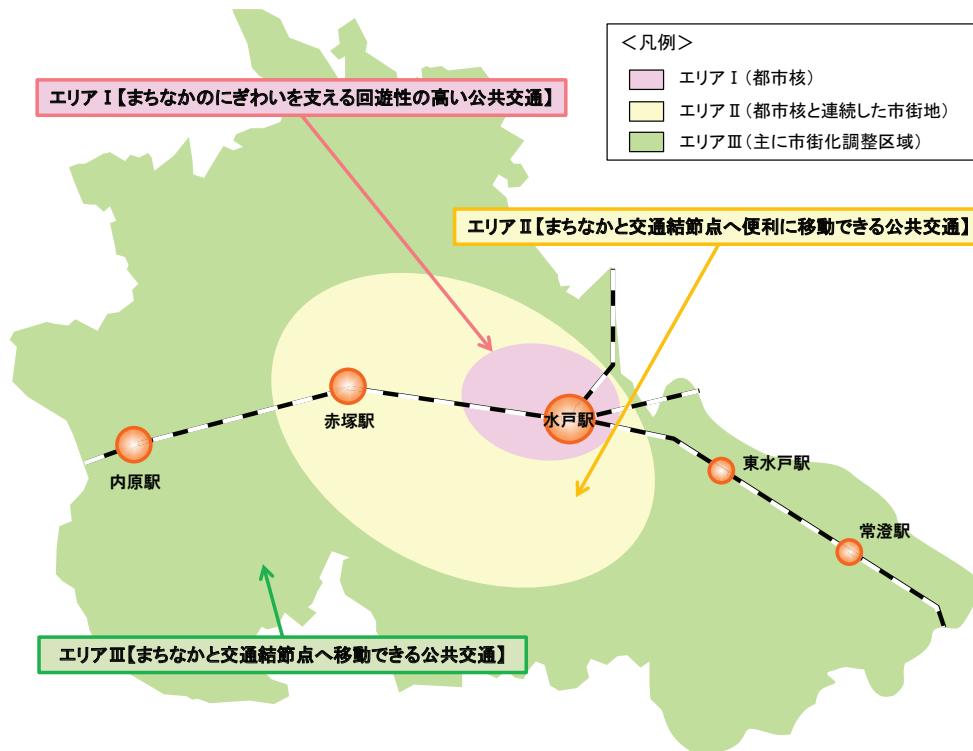 <凡例>
エリアⅠ(都市核)
エリアⅡ(都市核と連続した市街地)
エリアⅢ(主に市街化調整区域)
エリアⅠ【まちなかのにぎわいを支える回遊性の高い公共交通】
エリアⅡ【まちなかと交通結節点へ便利に移動できる公共交通】
赤塚駅
水戸駅
内原駅
東水戸駅
常澄駅
エリアⅢ【まちなかと交通結節点へ移動できる公共交通】